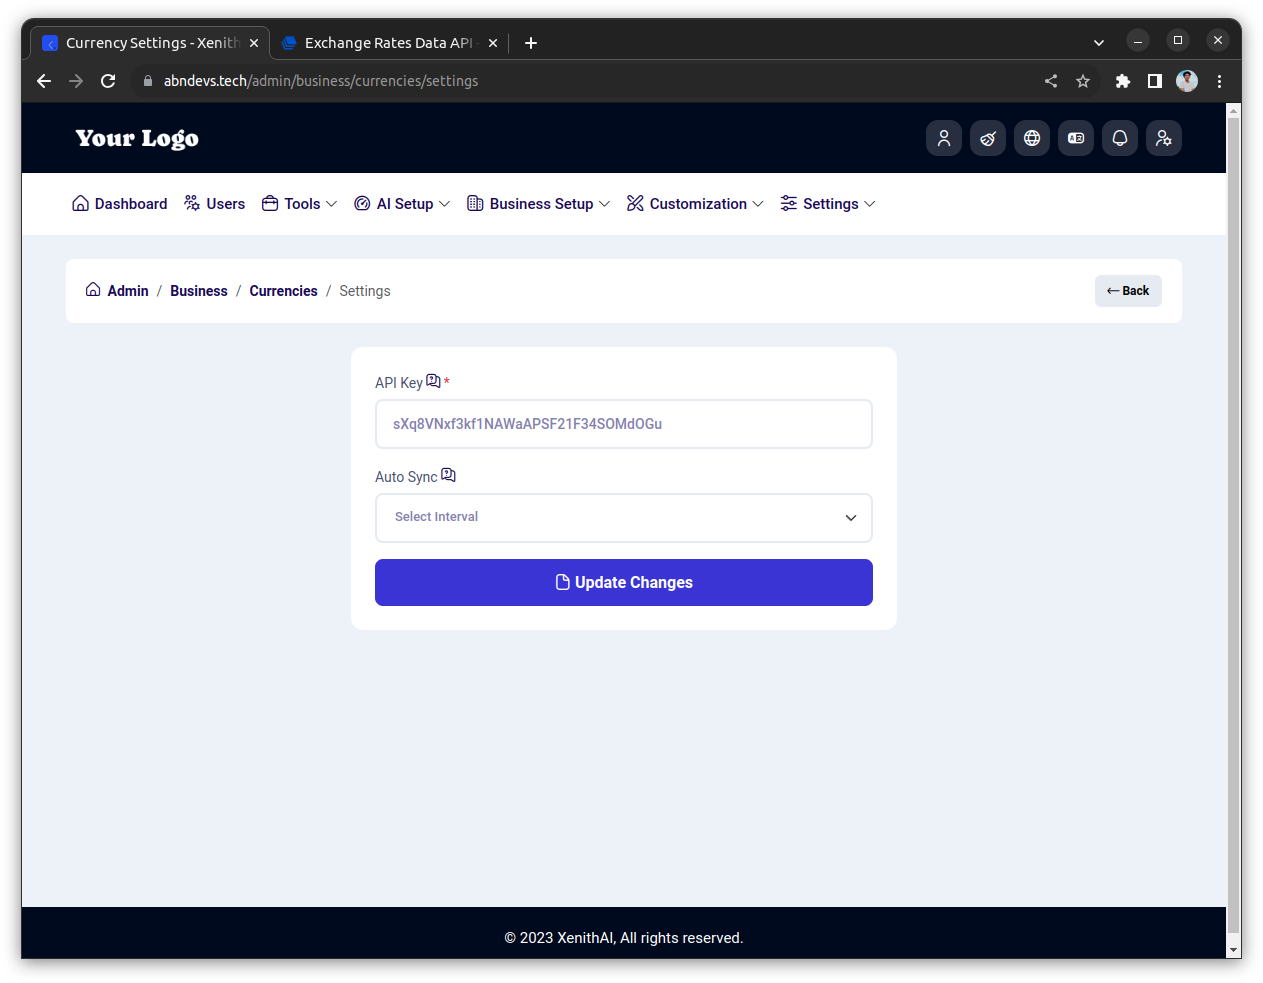 Currency Settings - Xenith
Exchange Rates Data API -
abndevs.tech/admin/business/currencies/settings
Your Logo
Dashboard Users Tools AI Setup Business Setup Customization Settings
Admin / Business / Currencies / Settings
Back
API Key *
sXq8VNxf3kf1NAWaAPSF21F34SOMdOGu
Auto Sync
Select Interval
Update Changes
© 2023 XenithAI, All rights reserved.